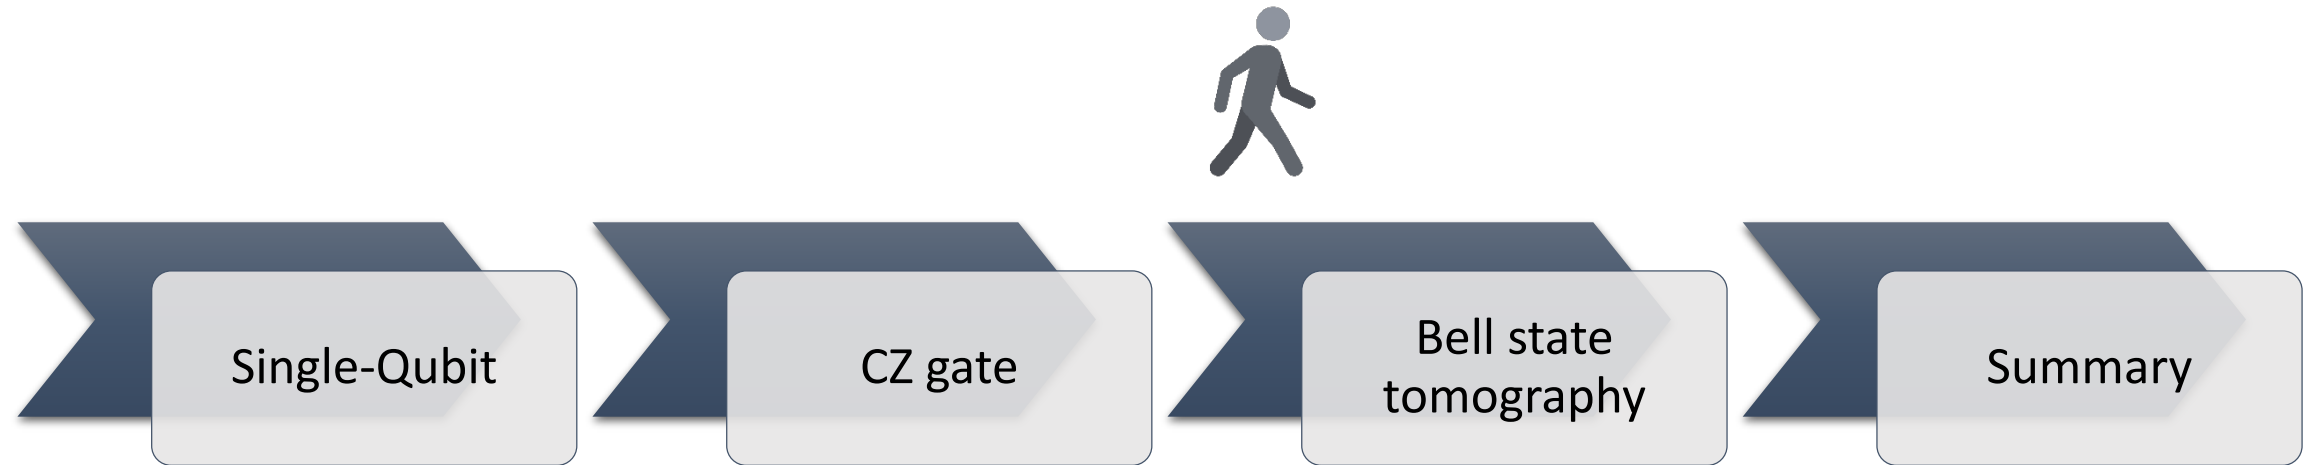 Single-Qubit
CZ gate
Bell state
tomography
Summary